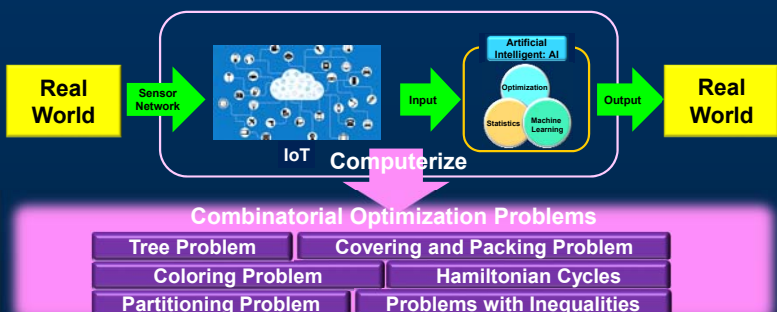 Artificial
Intelligent: AI
Real
World
Sensor
Network
Input
Optimization
Statistics
Machine
Learning
Output
Real
World
IoT
Computerize
Combinatorial Optimization Problems
Tree Problem
Covering and Packing Problem
Coloring Problem
Hamiltonian Cycles
Partitioning Problem
Problems with Inequalities